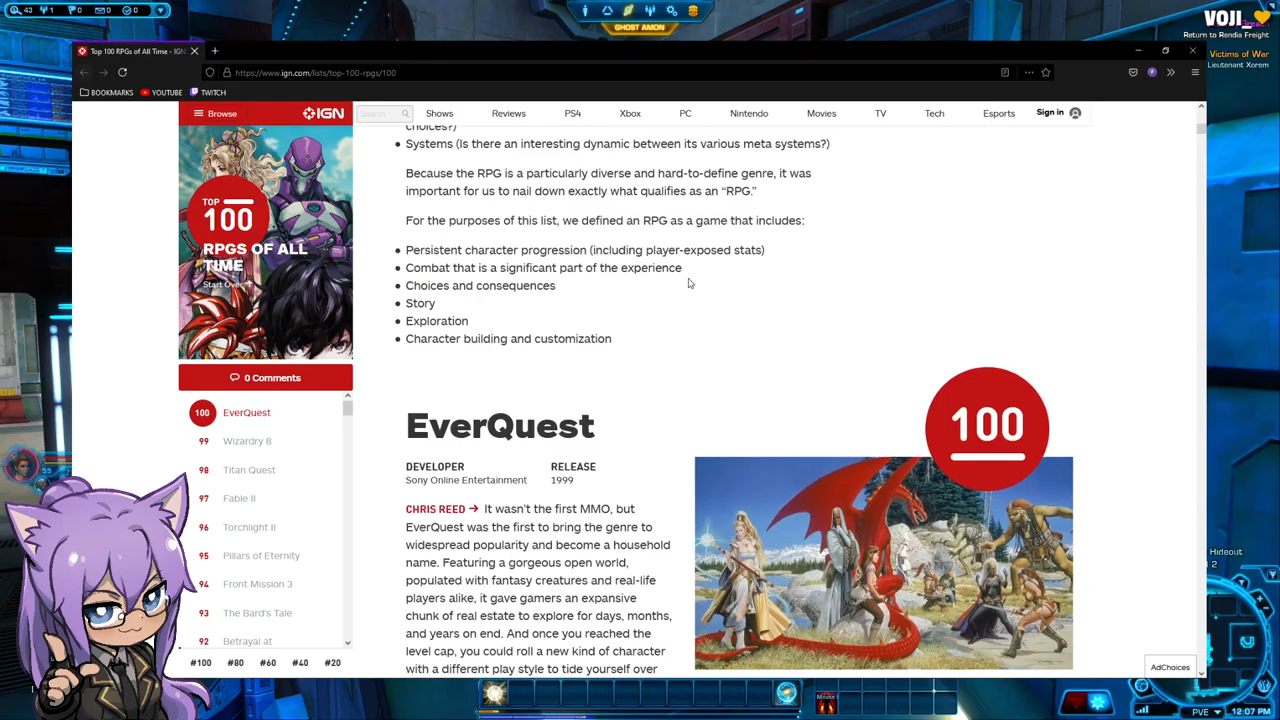 43 1 0 0 0
GHOST AMON
VOJI_
Return to Rendia Freight
Victims of War
Lieutenant Xorem
Top 100 RPGs of All Time - IGN
https://www.ign.com/lists/top-100-rpgs/100
BOOKMARKS YOUTUBE TWITCH
Browse IGN Search Shows Reviews PS4 Xbox PC Nintendo Movies TV Tech Esports Sign in
TOP
100
RPGS OF ALL
TIME
Start Over
0 Comments
100 EverQuest
99 Wizardry 8
98 Titan Quest
97 Fable II
96 Torchlight II
95 Pillars of Eternity
94 Front Mission 3
93 The Bard's Tale
92 Betrayal at
#100 #80 #60 #40 #20
choices?)
Systems (Is there an interesting dynamic between its various meta systems?)
Because the RPG is a particularly diverse and hard-to-define genre, it was
important for us to nail down exactly what qualifies as an “RPG.”
For the purposes of this list, we defined an RPG as a game that includes:
Persistent character progression (including player-exposed stats)
Combat that is a significant part of the experience
Choices and consequences
Story
Exploration
Character building and customization
EverQuest
100
DEVELOPER RELEASE
Sony Online Entertainment 1999
CHRIS REED → It wasn't the first MMO, but
EverQuest was the first to bring the genre to
widespread popularity and become a household
name. Featuring a gorgeous open world,
populated with fantasy creatures and real-life
players alike, it gave gamers an expansive
chunk of real estate to explore for days, months,
and years on end. And once you reached the
level cap, you could roll a new kind of character
with a different play style to tide yourself over
AdChoices
Hideout
55
PVE 12:07 PM